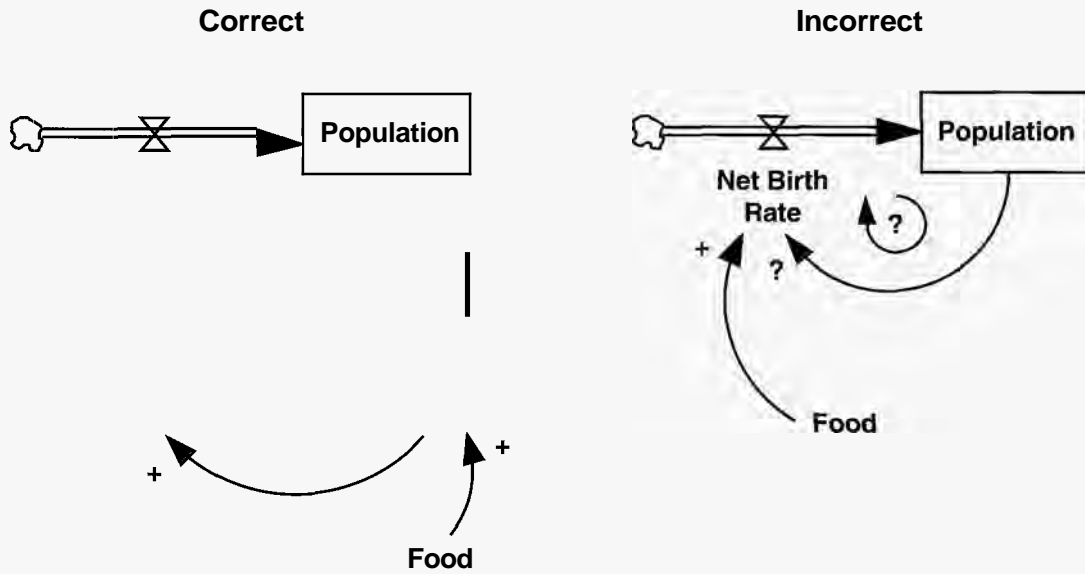 Correct
Population
+
+
Food
Incorrect
Population
Net Birth
Rate
?
+
?
Food